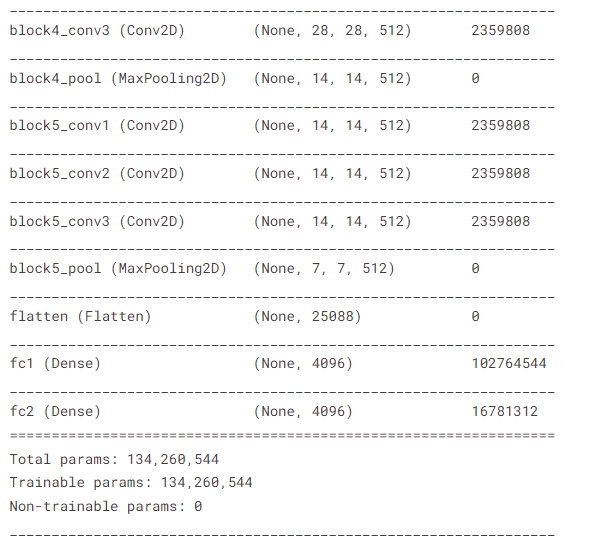 _________________________________________________________________
block4_conv3 (Conv2D)        (None, 28, 28, 512)       2359808
_________________________________________________________________
block4_pool (MaxPooling2D)   (None, 14, 14, 512)       0
_________________________________________________________________
block5_conv1 (Conv2D)        (None, 14, 14, 512)       2359808
_________________________________________________________________
block5_conv2 (Conv2D)        (None, 14, 14, 512)       2359808
_________________________________________________________________
block5_conv3 (Conv2D)        (None, 14, 14, 512)       2359808
_________________________________________________________________
block5_pool (MaxPooling2D)   (None, 7, 7, 512)         0
_________________________________________________________________
flatten (Flatten)            (None, 25088)             0
_________________________________________________________________
fc1 (Dense)                  (None, 4096)              102764544
_________________________________________________________________
fc2 (Dense)                  (None, 4096)              16781312
=================================================================
Total params: 134,260,544
Trainable params: 134,260,544
Non-trainable params: 0
_________________________________________________________________